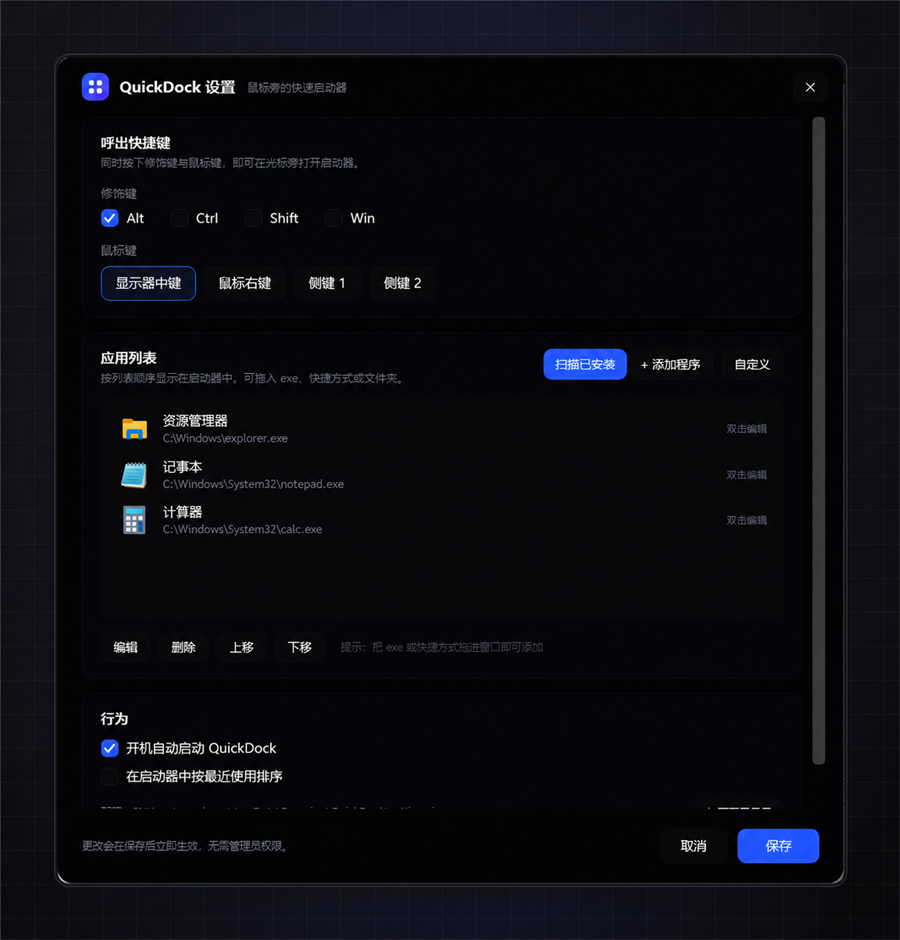 QuickDock 设置 鼠标旁的快速启动器
呼出快捷键
同时按下修饰键与鼠标键，即可在光标旁打开启动器。
修饰键
Alt Ctrl Shift Win
鼠标键
显示器中键 鼠标右键 侧键 1 侧键 2
应用列表
扫描已安装 + 添加程序 自定义
按列表顺序显示在启动器中。可拖入 exe、快捷方式或文件夹。
资源管理器
C:\Windows\explorer.exe
双击编辑
记事本
C:\Windows\System32\notepad.exe
双击编辑
计算器
C:\Windows\System32\calc.exe
双击编辑
编辑 删除 上移 下移 提示：把 exe 或快捷方式拖进窗口即可添加
行为
开机自动启动 QuickDock
在启动器中按最近使用排序
更改会在保存后立即生效，无需管理员权限。
取消 保存